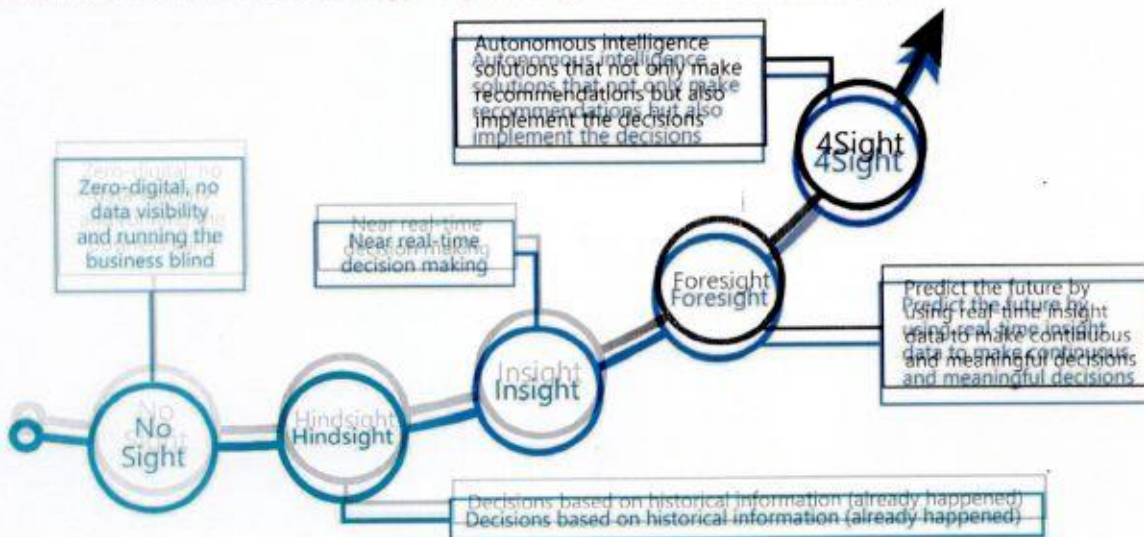 Autonomous intelligence
solutions that not only make
recommendations but also
implement the decisions
4Sight
Zero-digital, no
data visibility
and running the
business blind
Near real-time
decision making
Foresight
Predict the future by
using real-time insight
data to make continuous
and meaningful decisions
Insight
No
Sight
Hindsight
Decisions based on historical information (already happened)